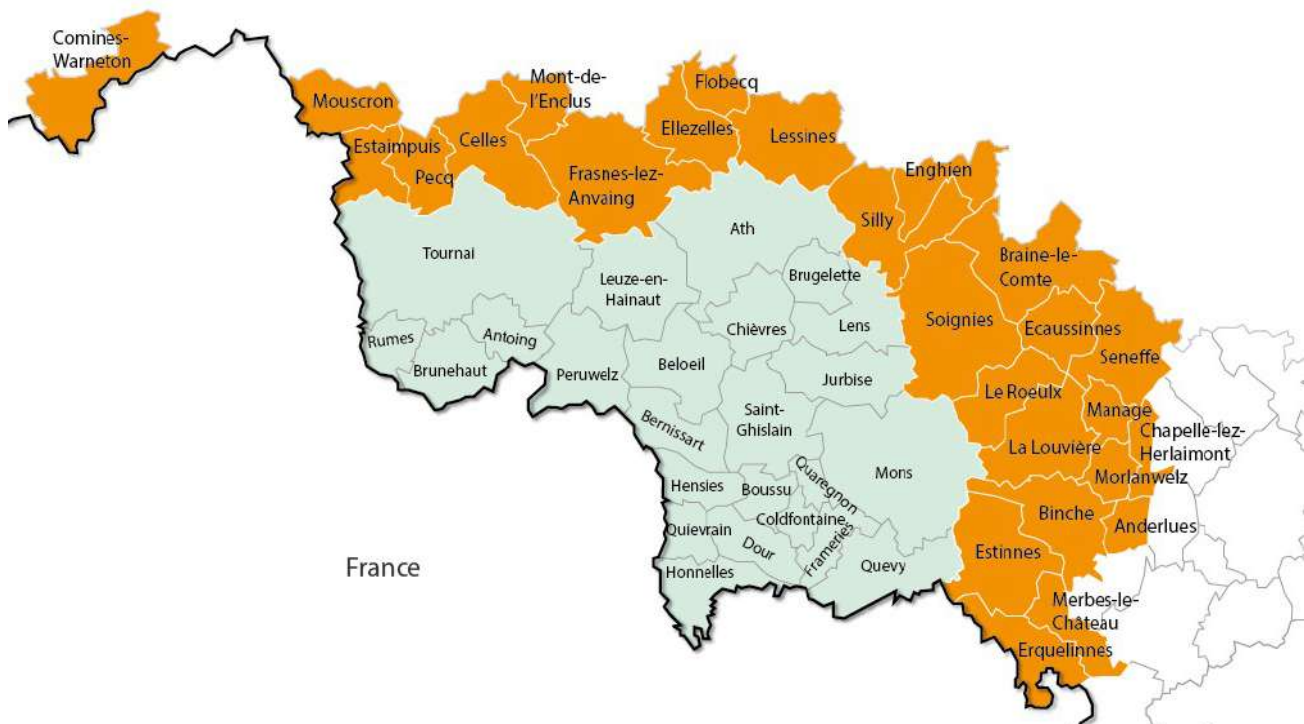 Comines-
Warneton
Mouscron
Mont-de-
l'Enclus
Flobecq
Estaimpuis
Celles
Ellezelles
Lessines
Pecq
Frasnes-lez-
Anvaing
Enghien
Silly
Ath
Tournai
Braine-le-
Comte
Leuze-en-
Hainaut
Brugelette
Soignies
Ecaussinnes
Rumes
Antoing
Chièvres
Lens
Seneffe
Brunehaut
Peruwelz
Beloeil
Jurbise
Le Roeulx
Manage
Saint-
Ghislain
Bernissart
Chapelle-lez-
Herlaimont
La Louvière
Mons
Quaregnon
Morlanwelz
Hensies
Boussu
Binche
Anderlues
Quievrain
Coldfontaine
Dour
Frameries
Estinnes
France
Honnelles
Quevy
Merbes-le-
Château
Erquelinnes